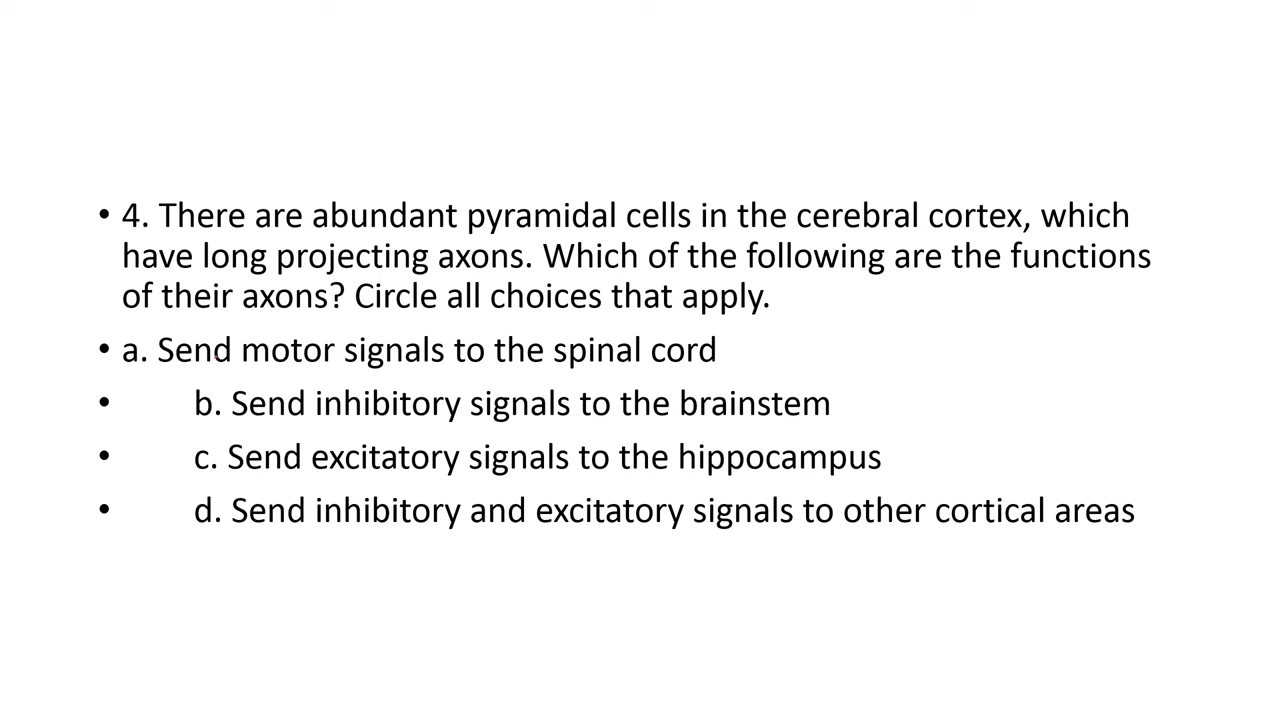 • 4. There are abundant pyramidal cells in the cerebral cortex, which
have long projecting axons. Which of the following are the functions
of their axons? Circle all choices that apply.
• a. Send motor signals to the spinal cord
• b. Send inhibitory signals to the brainstem
• c. Send excitatory signals to the hippocampus
• d. Send inhibitory and excitatory signals to other cortical areas